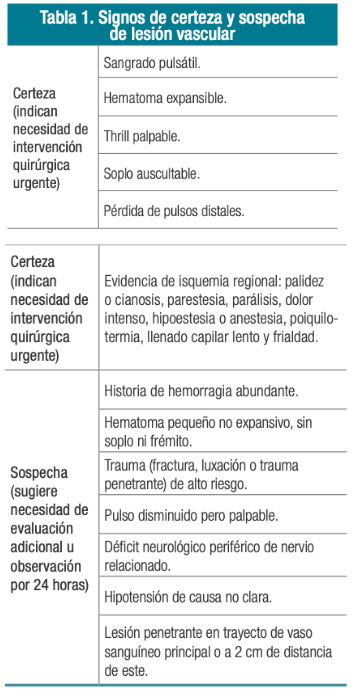 Tabla 1. Signos de certeza y sospecha
de lesión vascular
Certeza
(indican
necesidad de
intervención
quirúrgica
urgente)
Sangrado pulsátil.
Hematoma expansible.
Thrill palpable.
Soplo auscultable.
Pérdida de pulsos distales.
Certeza
(indican
necesidad de
intervención
quirúrgica
urgente)
Evidencia de isquemia regional: palidez
o cianosis, parestesia, parálisis, dolor
intenso, hipoestesia o anestesia, poiquilo-
termia, llenado capilar lento y frialdad.
Sospecha
(sugiere
necesidad de
evaluación
adicional u
observación
por 24 horas)
Historia de hemorragia abundante.
Hematoma pequeño no expansivo, sin
soplo ni frémito.
Trauma (fractura, luxación o trauma
penetrante) de alto riesgo.
Pulso disminuido pero palpable.
Déficit neurológico periférico de nervio
relacionado.
Hipotensión de causa no clara.
Lesión penetrante en trayecto de vaso
sanguíneo principal o a 2 cm de distancia
de este.